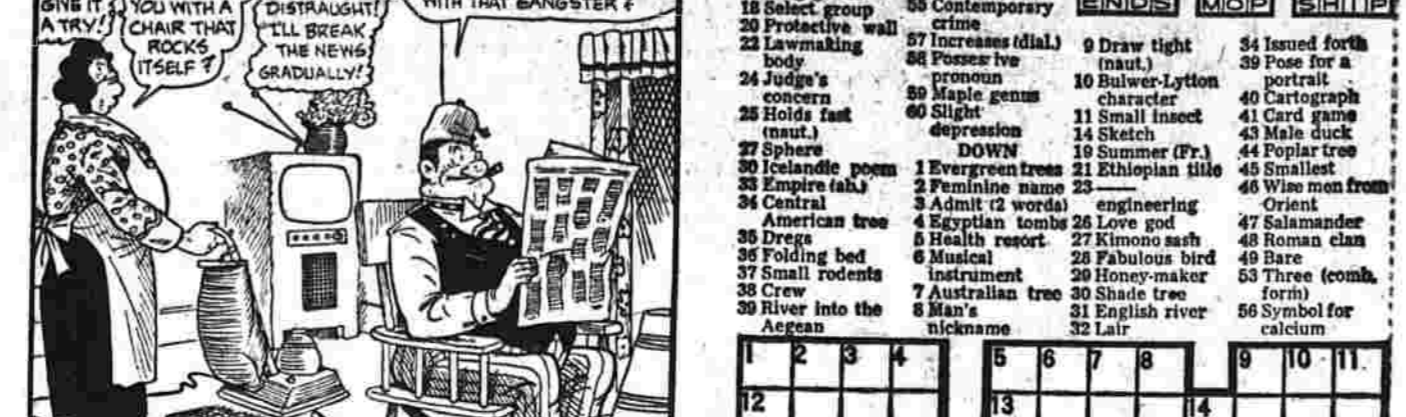 GIVE IT
A TRY!
YOU WITH A
CHAIR THAT
ROCKS
ITSELF?
DISTRAUGHT!
I'LL BREAK
THE NEWS
GRADUALLY!
WITH THAT GANGSTER?
18 Select group
20 Protective wall
22 Lawmaking
body
24 Judge's
concern
25 Holds fast
(naut.)
27 Sphere
30 Icelandic poem
33 Empire (ab.)
34 Central
American tree
35 Dregs
36 Folding bed
37 Small rodents
38 Crew
39 River into the
Aegean
55 Contemporary
crime
57 Increases (dial.)
58 Possessive
pronoun
59 Maple genus
60 Slight
depression
DOWN
1 Evergreen trees
2 Feminine name
3 Admit (2 words)
4 Egyptian tombs
5 Health resort
6 Musical
instrument
7 Australian tree
8 Man's
nickname
ENDS MOP SHIP
9 Draw tight
(naut.)
10 Bulwer-Lytton
character
11 Small insect
14 Sketch
19 Summer (Fr.)
21 Ethiopian title
23 ——
engineering
26 Love god
27 Kimono sash
28 Fabulous bird
29 Honey-maker
30 Shade tree
31 English river
32 Lair
34 Issued forth
39 Pose for a
portrait
40 Cartograph
41 Card game
43 Male duck
44 Poplar tree
45 Smallest
46 Wise men from
Orient
47 Salamander
48 Roman clan
49 Bare
53 Three (comb.
form)
56 Symbol for
calcium
1 2 3 4 5 6 7 8 9 10 11
12 13 14